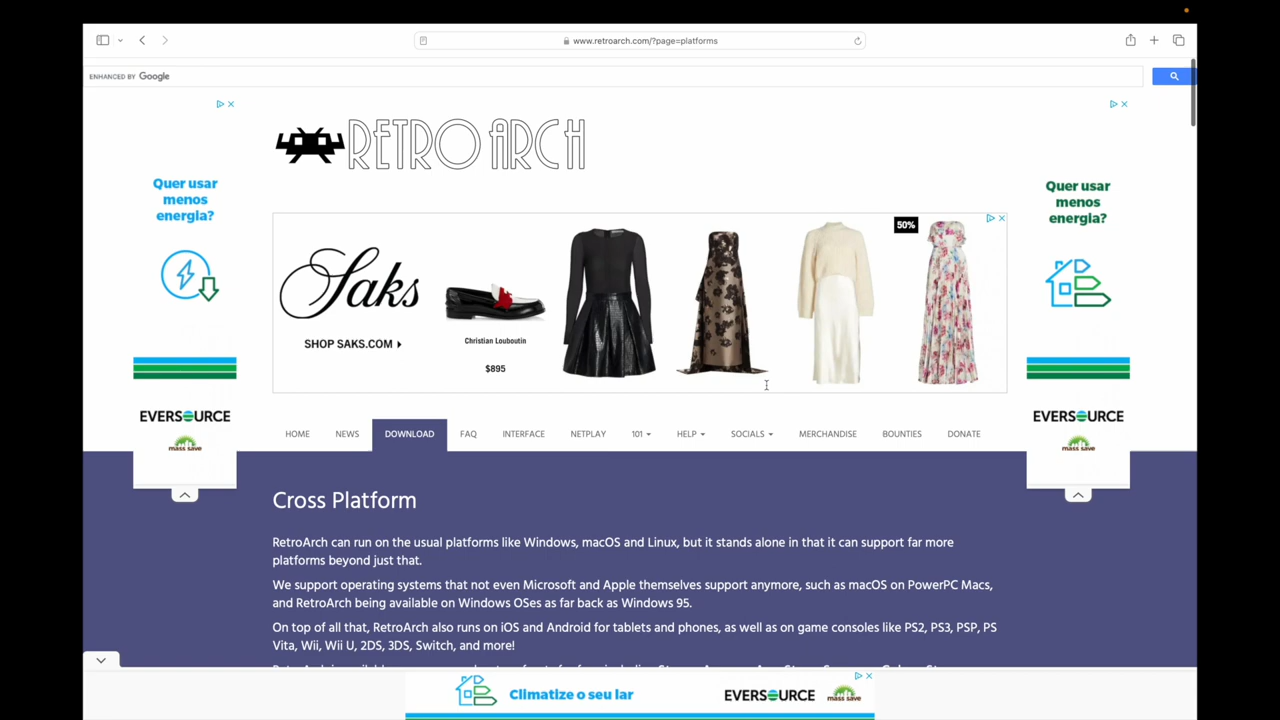 www.retroarch.com/?page=platforms
ENHANCED BY Google
RETROARCH
Quer usar
menos
energia?
EVERSOURCE
mass save
Saks
SHOP SAKS.COM
Christian Louboutin
$895
50%
Quer usar
menos
energia?
EVERSOURCE
mass save
HOME NEWS DOWNLOAD FAQ INTERFACE NETPLAY 101 HELP SOCIALS MERCHANDISE BOUNTIES DONATE
Cross Platform
RetroArch can run on the usual platforms like Windows, macOS and Linux, but it stands alone in that it can support far more
platforms beyond just that.
We support operating systems that not even Microsoft and Apple themselves support anymore, such as macOS on PowerPC Macs,
and RetroArch being available on Windows OSes as far back as Windows 95.
On top of all that, RetroArch also runs on iOS and Android for tablets and phones, as well as on game consoles like PS2, PS3, PSP, PS
Vita, Wii, Wii U, 2DS, 3DS, Switch, and more!
Climatize o seu lar
EVERSOURCE
mass save